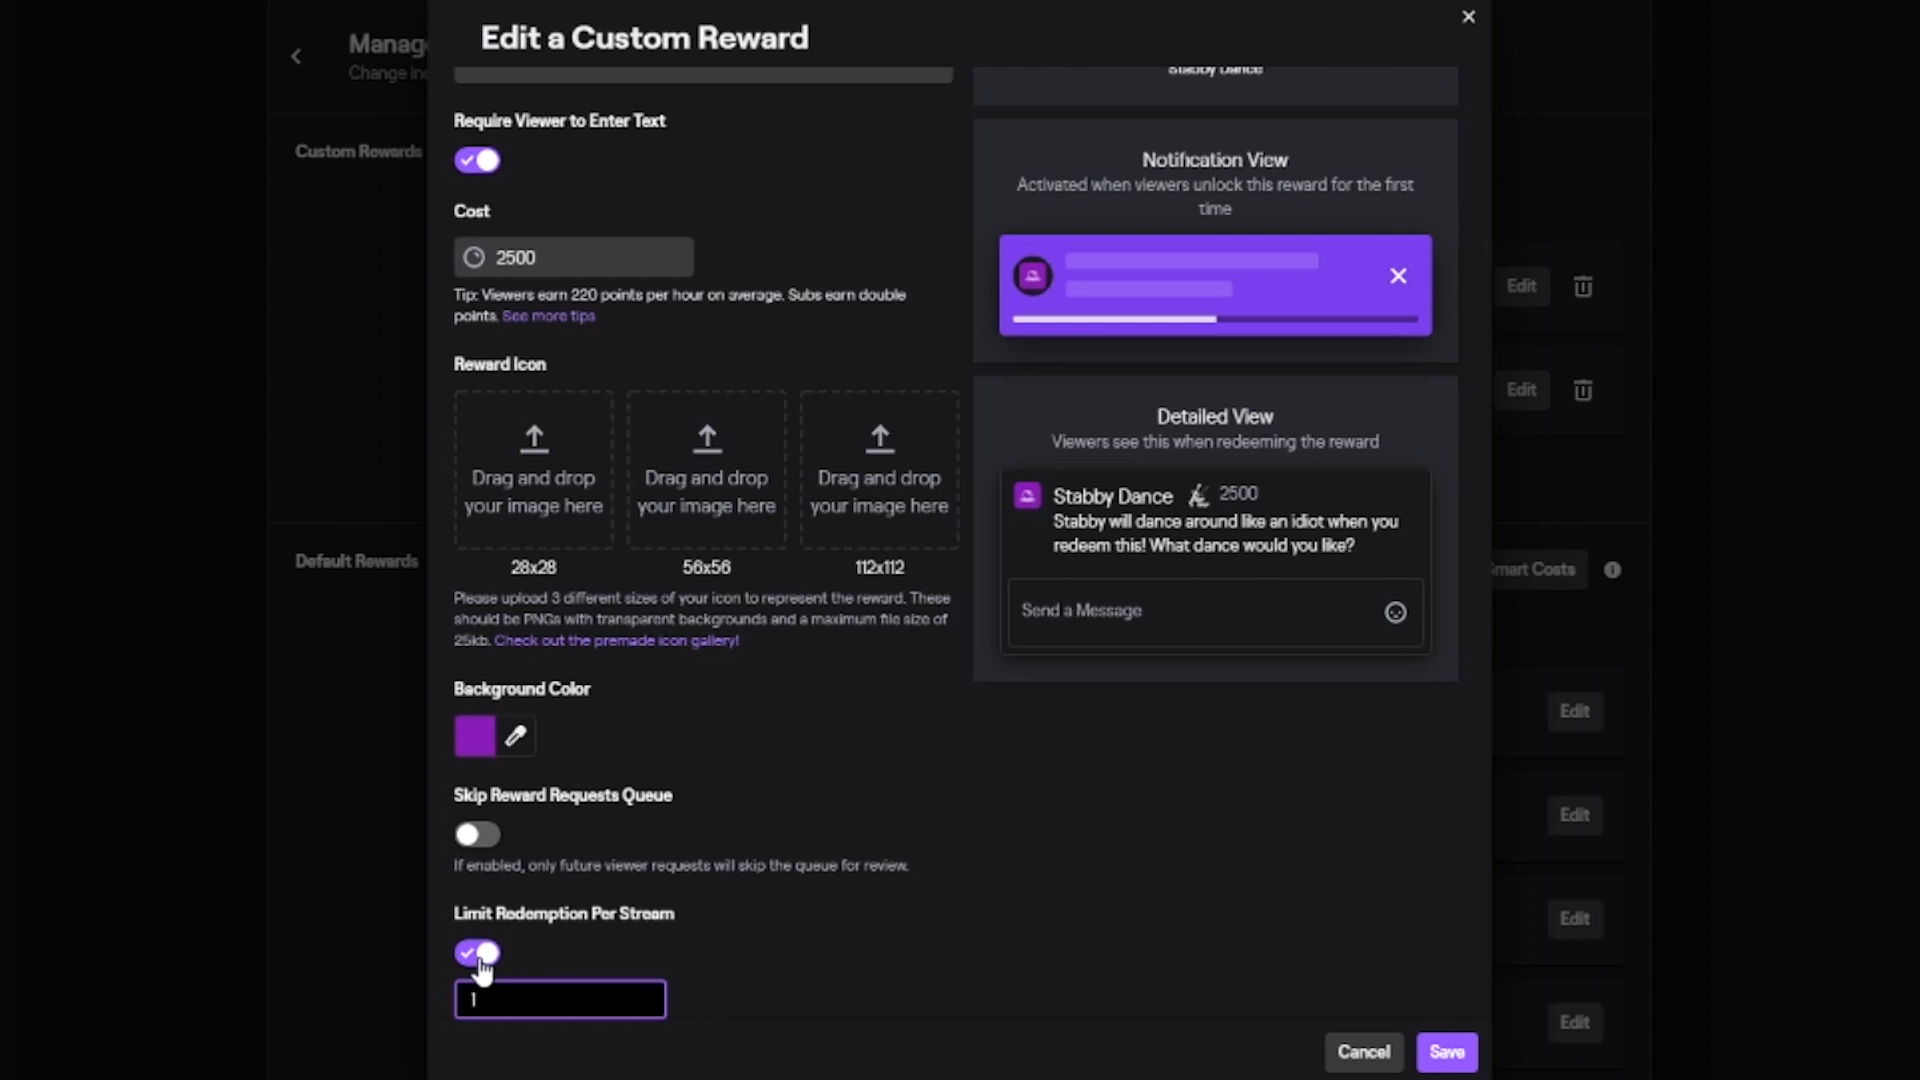 Edit a Custom Reward
Manag
Change in
Custom Rewards
Default Rewards
Require Viewer to Enter Text
Cost
2500
Tip: Viewers earn 220 points per hour on average. Subs earn double
points. See more tips
Reward Icon
Drag and drop
your image here
Drag and drop
your image here
Drag and drop
your image here
28x28
56x56
112x112
Please upload 3 different sizes of your icon to represent the reward. These
should be PNGs with transparent backgrounds and a maximum file size of
25kb. Check out the premade icon gallery!
Background Color
Skip Reward Requests Queue
If enabled, only future viewer requests will skip the queue for review.
Limit Redemption Per Stream
1
Stabby Dance
Notification View
Activated when viewers unlock this reward for the first
time
Detailed View
Viewers see this when redeeming the reward
Stabby Dance 2500
Stabby will dance around like an idiot when you
redeem this! What dance would you like?
Send a Message
Edit
Edit
Smart Costs
Edit
Edit
Edit
Edit
Cancel
Save